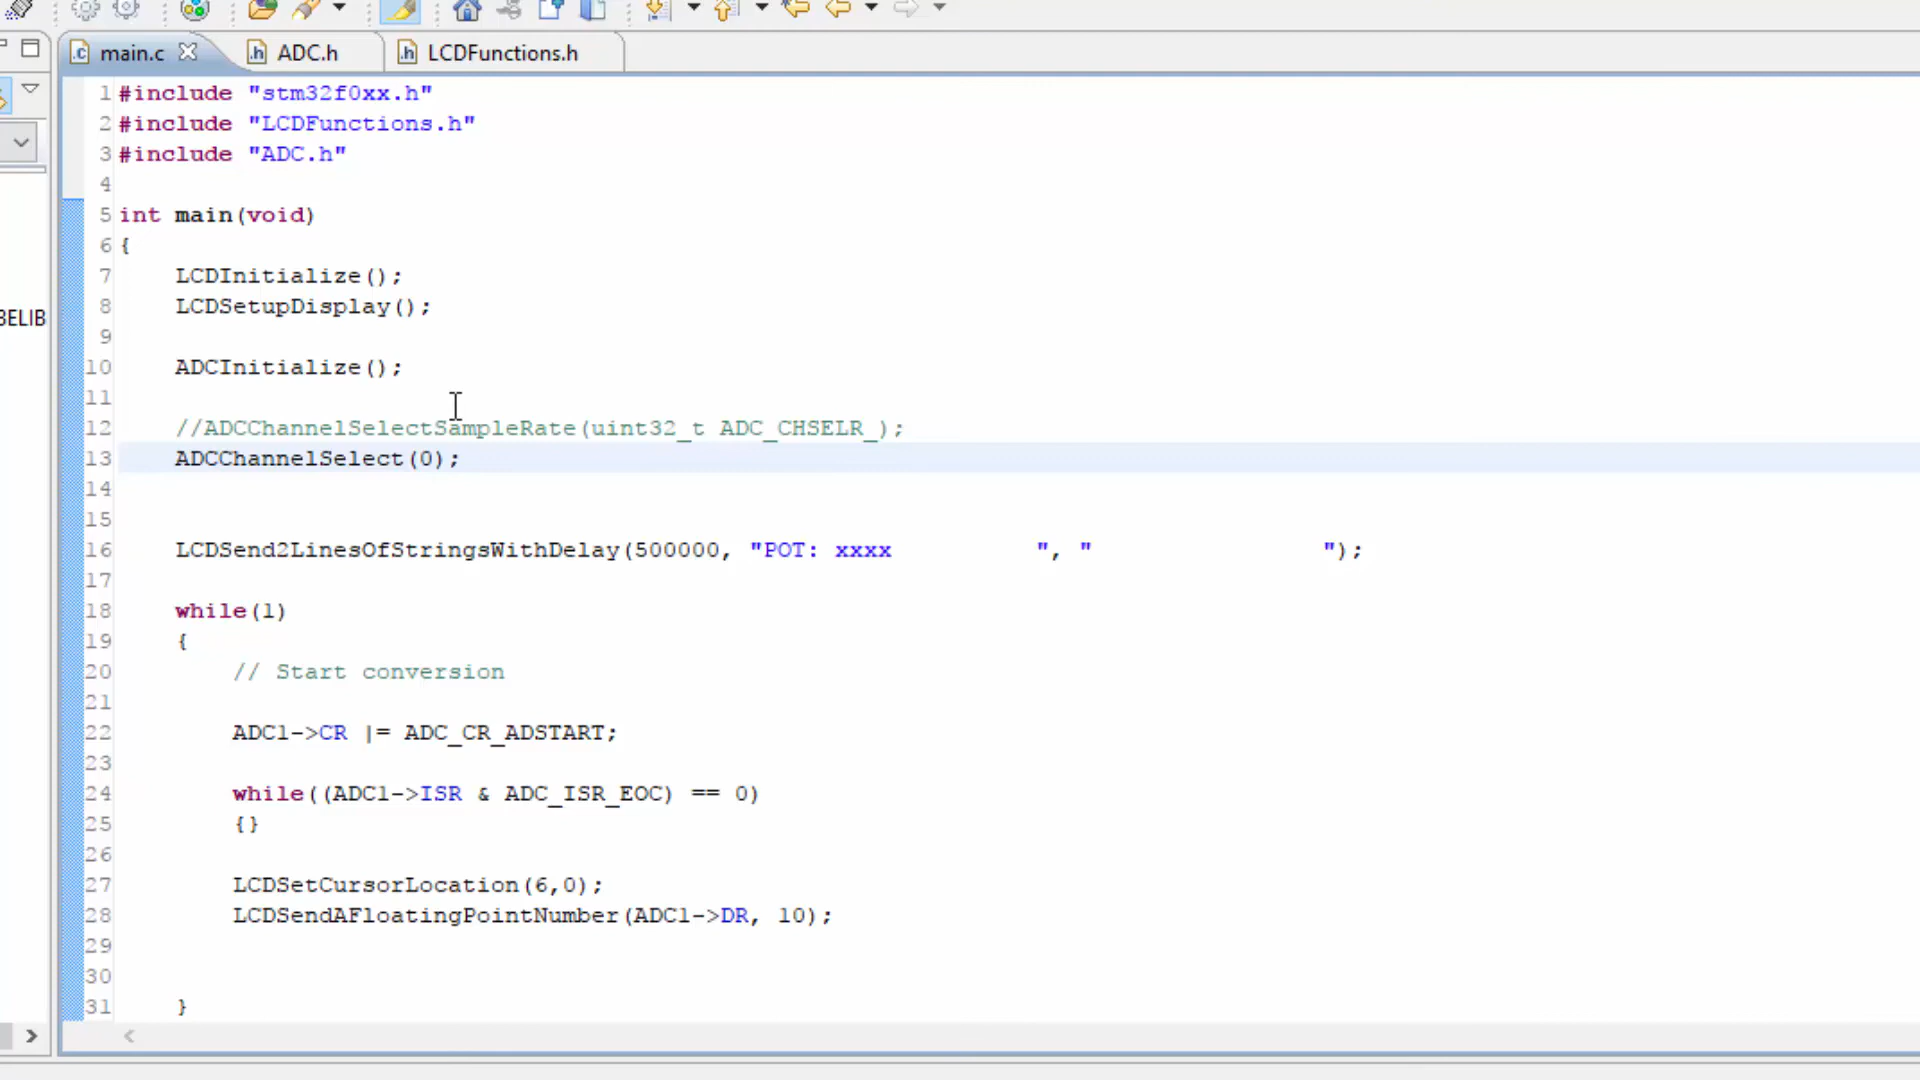 main.c ADC.h LCDFunctions.h
1 #include "stm32f0xx.h"
2 #include "LCDFunctions.h"
3 #include "ADC.h"
4
5 int main(void)
6 {
7 LCDInitialize();
8 LCDSetupDisplay();
9
10 ADCInitialize();
11
12 //ADCChannelSelectSampleRate(uint32_t ADC_CHSELR_);
13 ADCChannelSelect(0);
14
15
16 LCDSend2LinesOfStringsWithDelay(500000, "POT: xxxx          ", "                ");
17
18 while(1)
19 {
20 // Start conversion
21
22 ADC1->CR |= ADC_CR_ADSTART;
23
24 while((ADC1->ISR & ADC_ISR_EOC) == 0)
25 {}
26
27 LCDSetCursorLocation(6,0);
28 LCDSendAFloatingPointNumber(ADC1->DR, 10);
29
30
31 }
BELIB